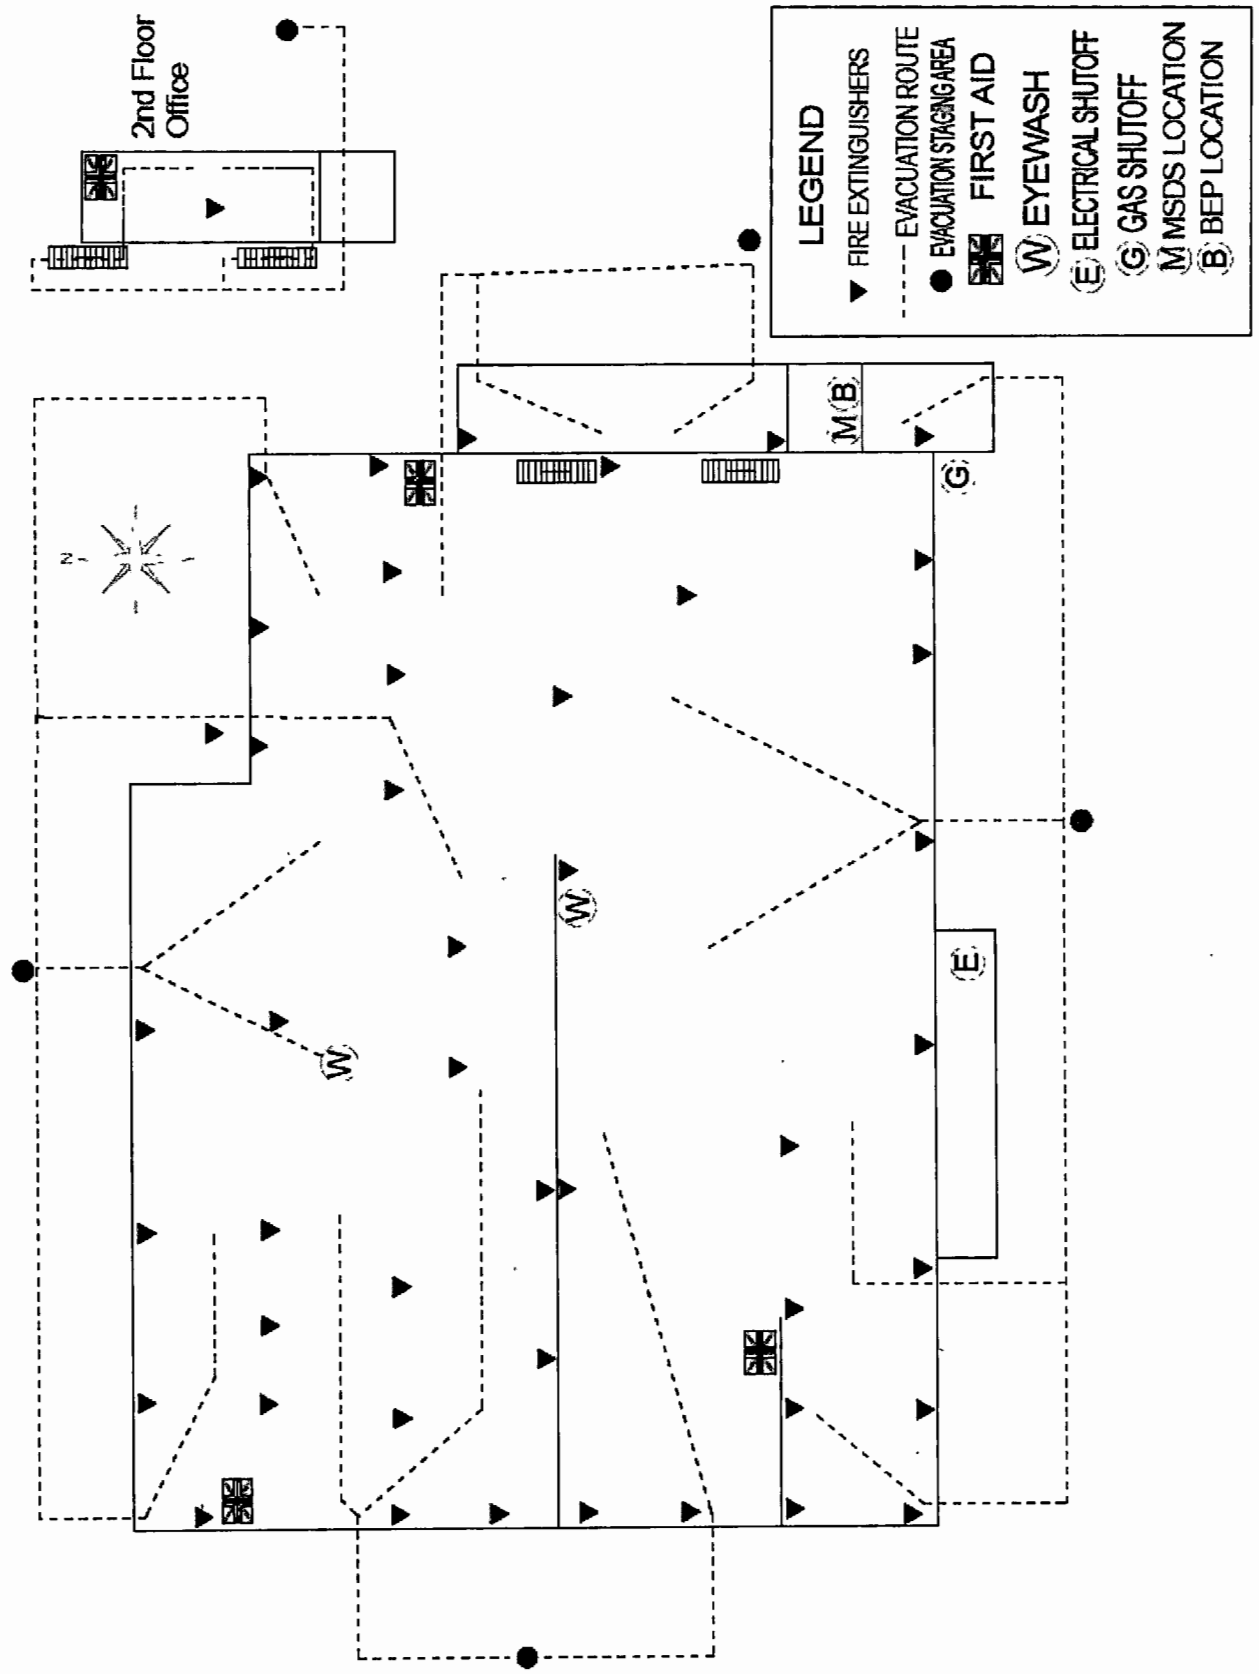 2nd Floor
Office
N
LEGEND
FIRE EXTINGUISHERS
EVACUATION ROUTE
EVACUATION STAGING AREA
FIRST AID
W EYEWASH
E ELECTRICAL SHUTOFF
G GAS SHUTOFF
M MSDS LOCATION
B BEP LOCATION
M B
G
W
W
E